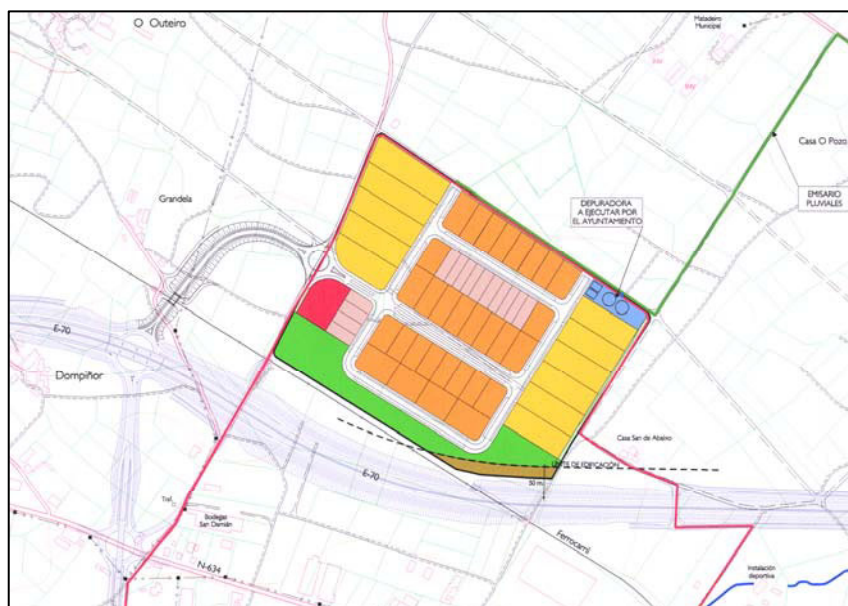 Outeiro
Matadeiro
Municipal
Casa O Pozo
Grandela
DEPURADORA
A EJECUTAR POR
EL AYUNTAMIENTO
EMISARIO
PLUVIALES
E-70
Dompiñor
Casa San de Abaixo
E-70
50 m.
Bodegas
San Damián
Ferrocarril
N-634
Instalación
deportiva